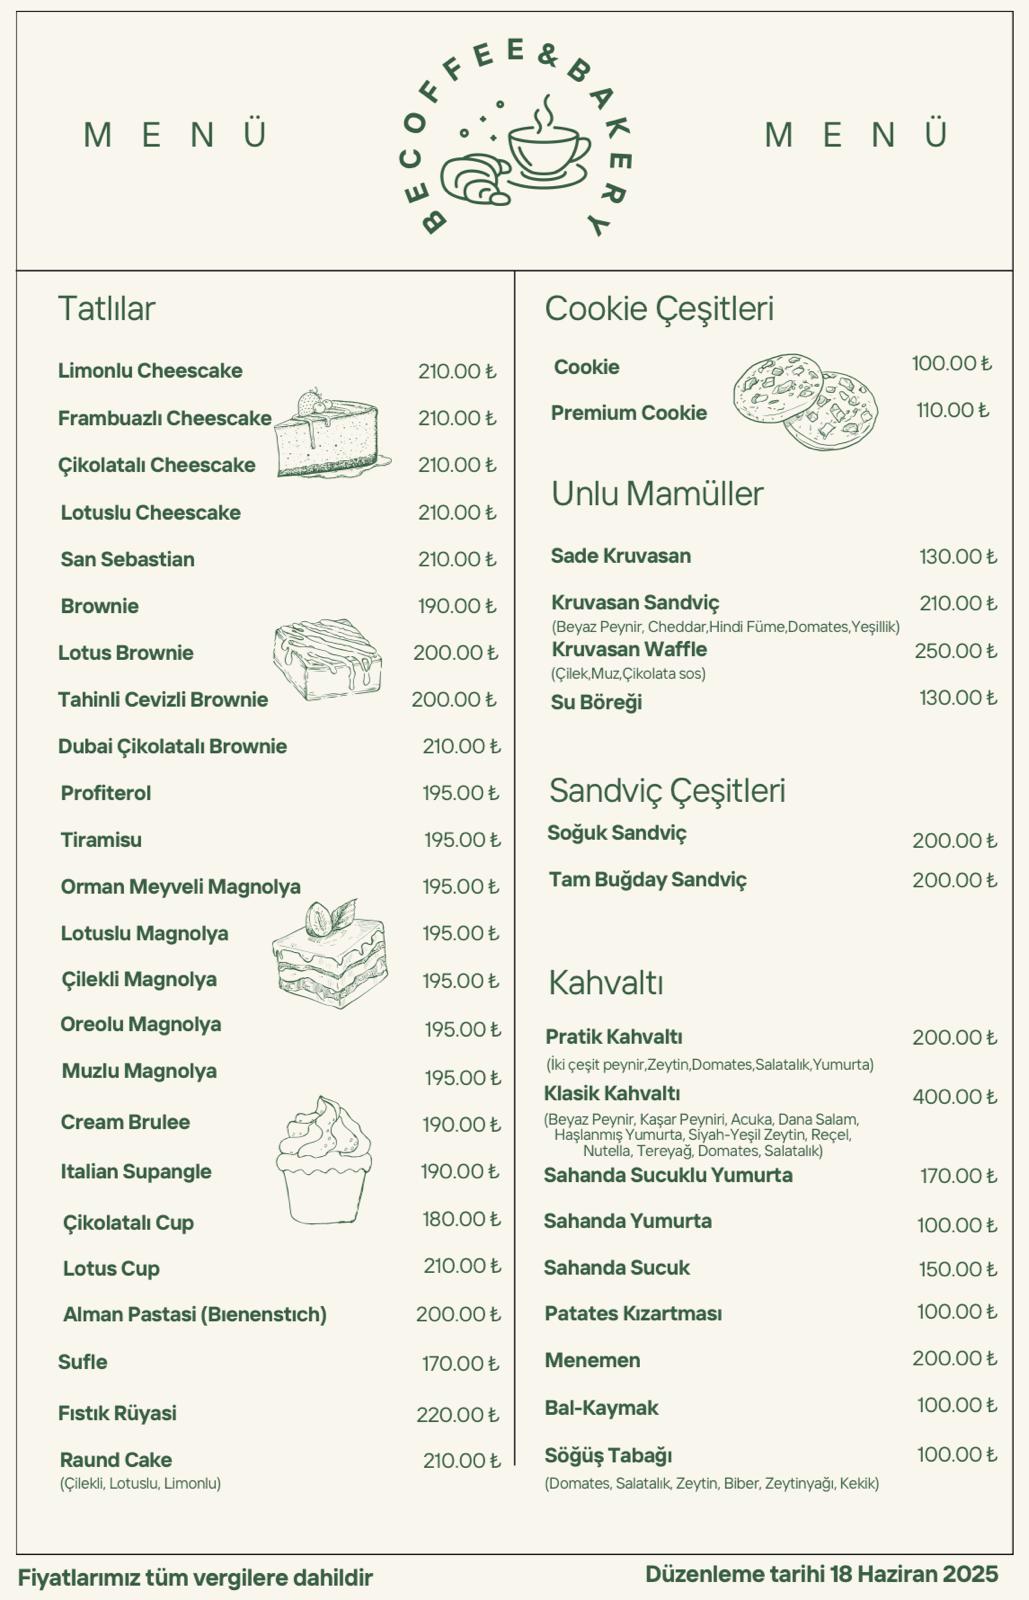 MENÜ
BECOFFEE&BAKERY
MENÜ
Tatlılar
Limonlu Cheescake 210.00 ₺
Frambuazlı Cheescake 210.00 ₺
Çikolatalı Cheescake 210.00 ₺
Lotuslu Cheescake 210.00 ₺
San Sebastian 210.00 ₺
Brownie 190.00 ₺
Lotus Brownie 200.00 ₺
Tahinli Cevizli Brownie 200.00 ₺
Dubai Çikolatalı Brownie 210.00 ₺
Profiterol 195.00 ₺
Tiramisu 195.00 ₺
Orman Meyveli Magnolya 195.00 ₺
Lotuslu Magnolya 195.00 ₺
Çilekli Magnolya 195.00 ₺
Oreolu Magnolya 195.00 ₺
Muzlu Magnolya 195.00 ₺
Cream Brulee 190.00 ₺
Italian Supangle 190.00 ₺
Çikolatalı Cup 180.00 ₺
Lotus Cup 210.00 ₺
Alman Pastasi (Bıenenstıch) 200.00 ₺
Sufle 170.00 ₺
Fıstık Rüyasi 220.00 ₺
Raund Cake 210.00 ₺
(Çilekli, Lotuslu, Limonlu)
Cookie Çeşitleri
Cookie 100.00 ₺
Premium Cookie 110.00 ₺
Unlu Mamüller
Sade Kruvasan 130.00 ₺
Kruvasan Sandviç 210.00 ₺
(Beyaz Peynir, Cheddar,Hindi Füme,Domates,Yeşillik)
Kruvasan Waffle 250.00 ₺
(Çilek,Muz,Çikolata sos)
Su Böreği 130.00 ₺
Sandviç Çeşitleri
Soğuk Sandviç 200.00 ₺
Tam Buğday Sandviç 200.00 ₺
Kahvaltı
Pratik Kahvaltı 200.00 ₺
(İki çeşit peynir,Zeytin,Domates,Salatalık,Yumurta)
Klasik Kahvaltı 400.00 ₺
(Beyaz Peynir, Kaşar Peyniri, Acuka, Dana Salam,
Haşlanmış Yumurta, Siyah-Yeşil Zeytin, Reçel,
Nutella, Tereyağ, Domates, Salatalık)
Sahanda Sucuklu Yumurta 170.00 ₺
Sahanda Yumurta 100.00 ₺
Sahanda Sucuk 150.00 ₺
Patates Kızartması 100.00 ₺
Menemen 200.00 ₺
Bal-Kaymak 100.00 ₺
Söğüş Tabağı 100.00 ₺
(Domates, Salatalık, Zeytin, Biber, Zeytinyağı, Kekik)
Fiyatlarımız tüm vergilere dahildir
Düzenleme tarihi 18 Haziran 2025